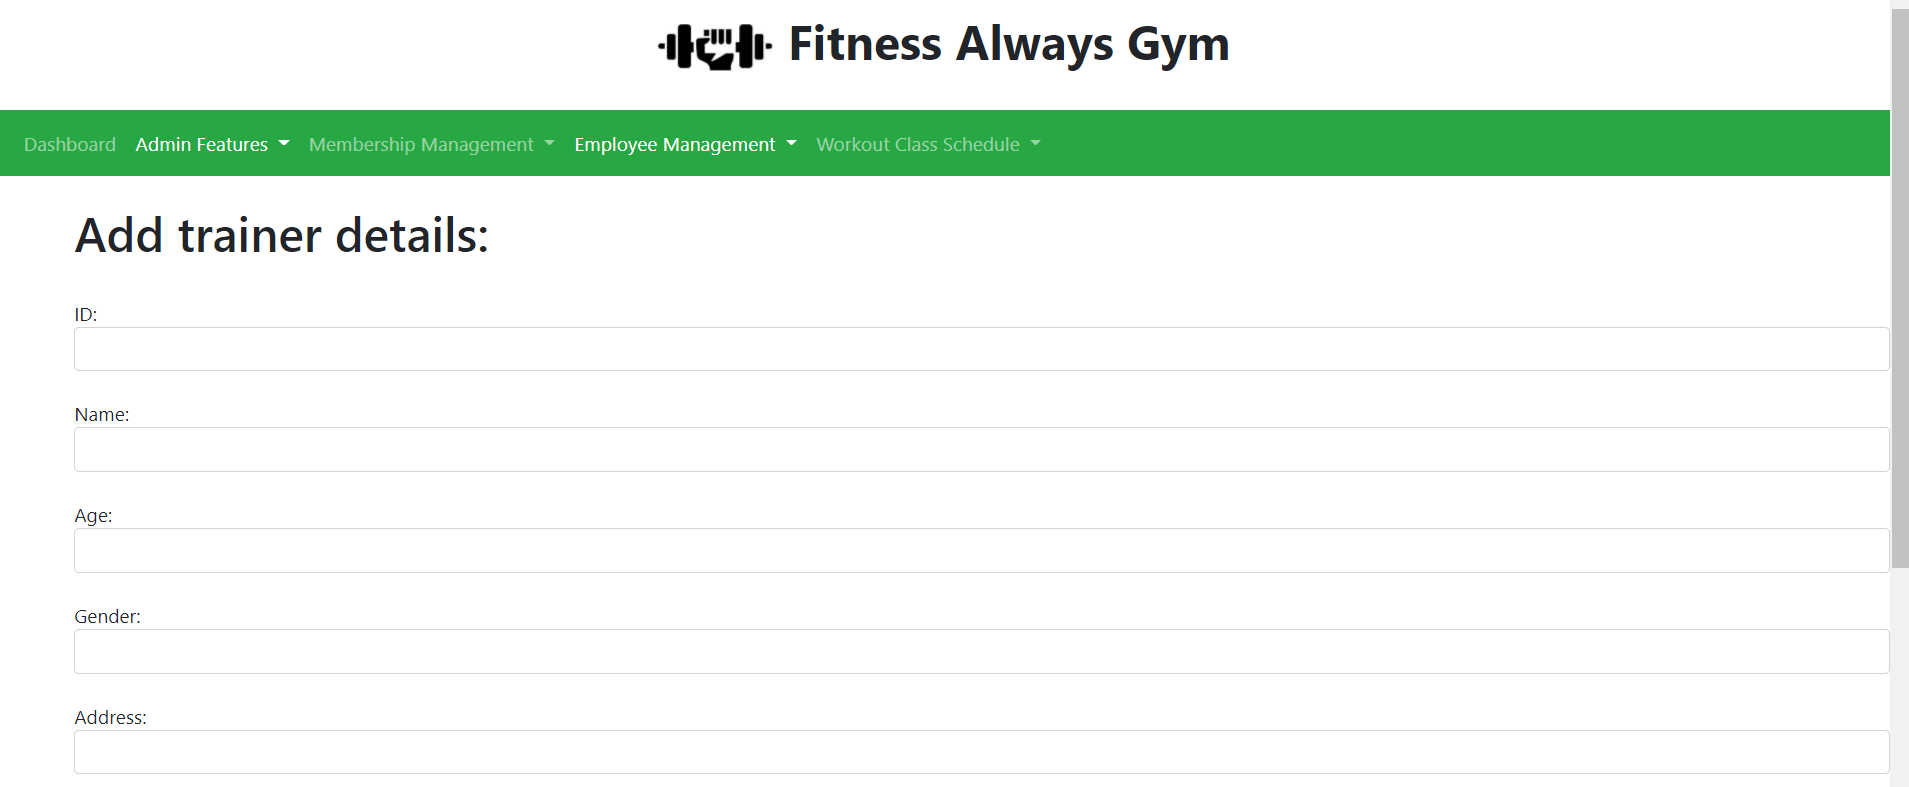 Fitness Always Gym
Dashboard Admin Features Membership Management Employee Management Workout Class Schedule
Add trainer details:
ID:
Name:
Age:
Gender:
Address: